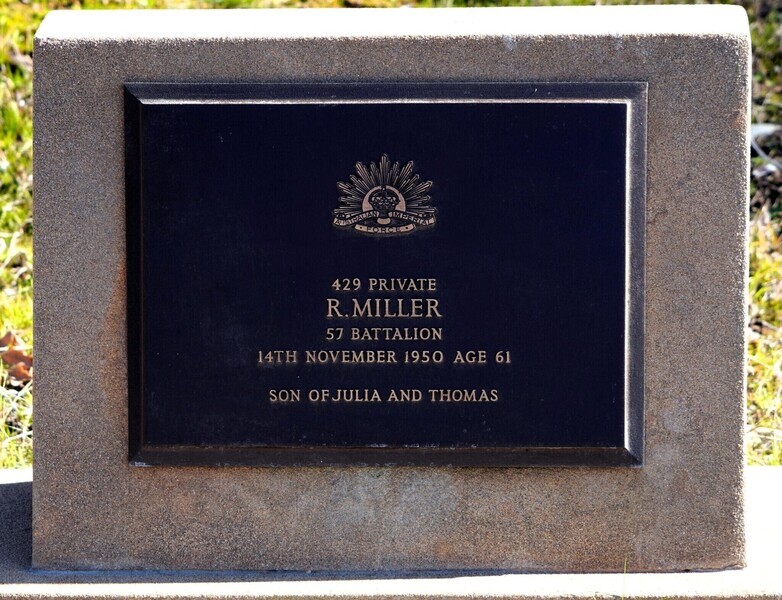 AUSTRALIAN IMPERIAL
FORCE
429 PRIVATE
R.MILLER
57 BATTALION
14TH NOVEMBER 1950 AGE 61
SON OF JULIA AND THOMAS